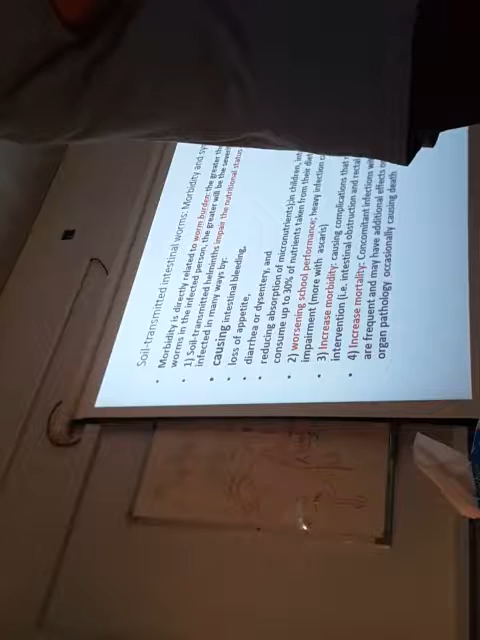 Soil-transmitted intestinal worms: Morbidity and
• Morbidity is directly related to worm burden: the greater the
worms in the infected person, the greater will be the
• 1) Soil-transmitted helminths impair the nutritional status
infected in many ways by:
• causing intestinal bleeding,
• loss of appetite,
• diarrhea or dysentery, and
• reducing absorption of micronutrients);in children,
consume up to 30% of nutrients taken from their
• 2) worsening school performance; heavy infection
impairment (more with ascaris)
• 3) Increase morbidity: causing complications that
intervention (i.e. intestinal obstruction and rectal
• 4) Increase mortality: Concomitant infections
are frequent and may have additional effects
organ pathology occasionally causing death